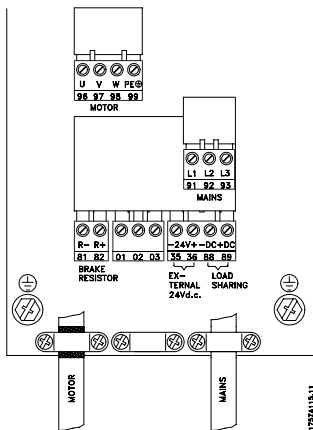 U V W PE
96 97 98 99
MOTOR
L1 L2 L3
91 92 93
MAINS
R- R+ -24V+ -DC+DC
81 82 01 02 03 35 36 88 89
BRAKE
RESISTOR
EX-
TERNAL
24Vd.c.
LOAD
SHARING
MOTOR
MAINS
175ZA115.11